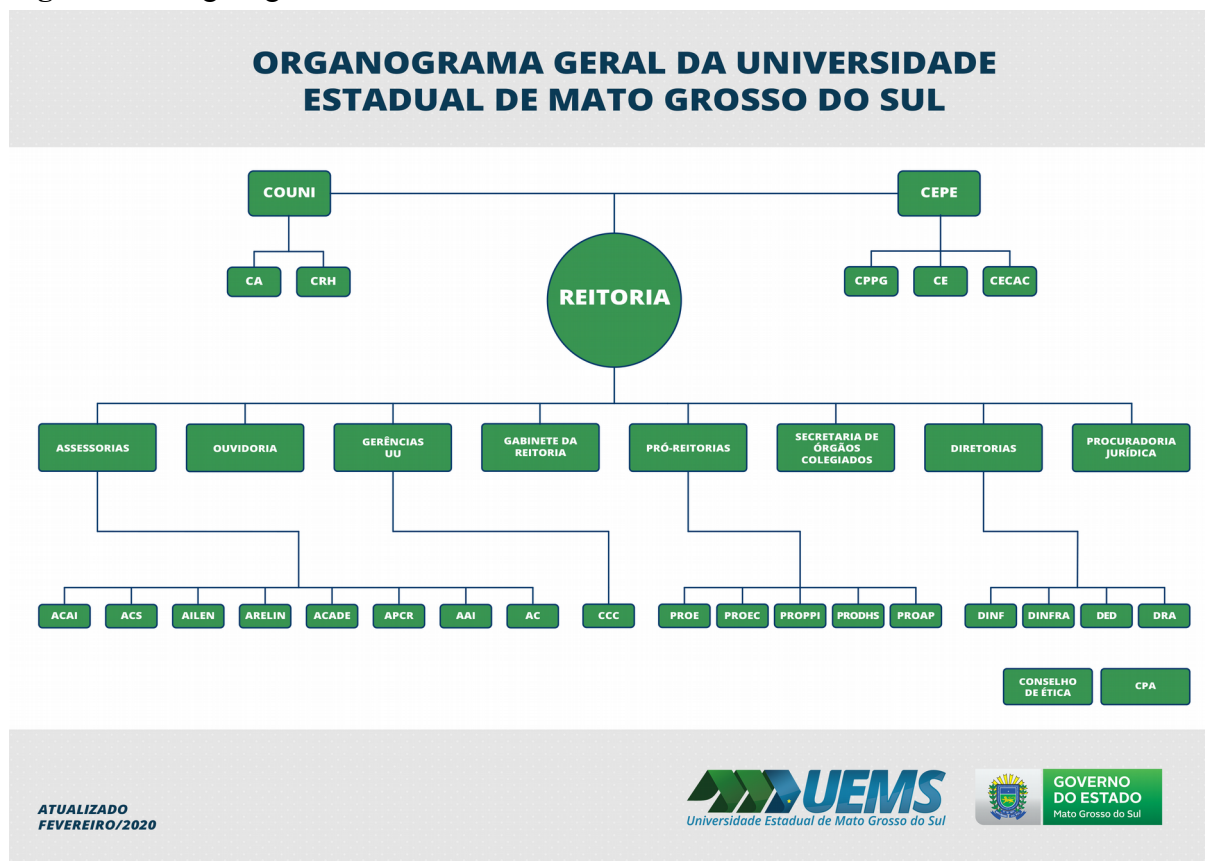 ORGANOGRAMA GERAL DA UNIVERSIDADE
ESTADUAL DE MATO GROSSO DO SUL
COUNI
CEPE
CA
CRH
REITORIA
CPPG
CE
CECAC
ASSESSORIAS
OUVIDORIA
GERÊNCIAS
UU
GABINETE DA
REITORIA
PRÓ-REITORIAS
SECRETARIA DE
ÓRGÃOS
COLEGIADOS
DIRETORIAS
PROCURADORIA
JURÍDICA
ACAI
ACS
AILEN
ARELIN
ACADE
APCR
AAI
AC
CCC
PROE
PROEC
PROPPI
PRODHS
PROAP
DINF
DINFRA
DED
DRA
CONSELHO
DE ÉTICA
CPA
ATUALIZADO
FEVEREIRO/2020
UEMS
Universidade Estadual de Mato Grosso do Sul
GOVERNO
DO ESTADO
Mato Grosso do Sul